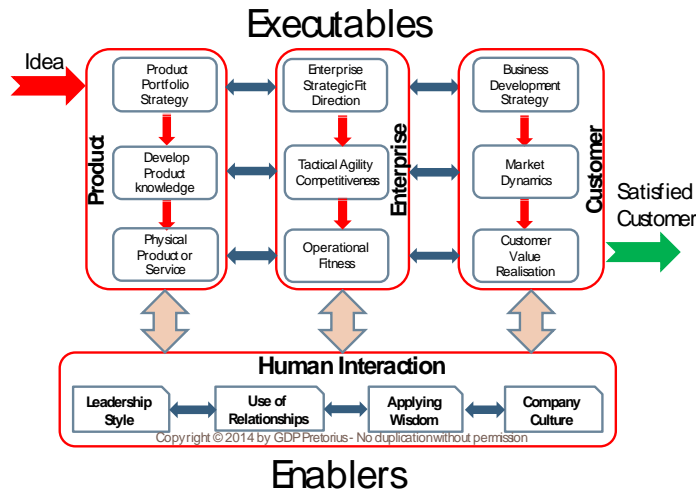 Executables
Idea
Product
Portfolio
Strategy
Develop
Product
knowledge
Physical
Product or
Service
Product
Enterprise
Strategic Fit
Direction
Tactical Agility
Competitiveness
Operational
Fitness
Enterprise
Business
Development
Strategy
Market
Dynamics
Customer
Value
Realisation
Customer
Satisfied
Customer
Human Interaction
Leadership
Style
Use of
Relationships
Applying
Wisdom
Company
Culture
Copyright © 2014 by GDP Pretorius - No duplication without permission
Enablers